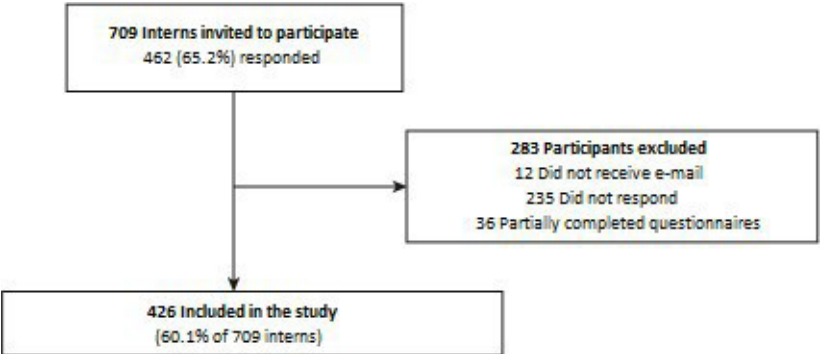 709 Interns invited to participate
462 (65.2%) responded
283 Participants excluded
12 Did not receive e-mail
235 Did not respond
36 Partially completed questionnaires
426 Included in the study
(60.1% of 709 interns)